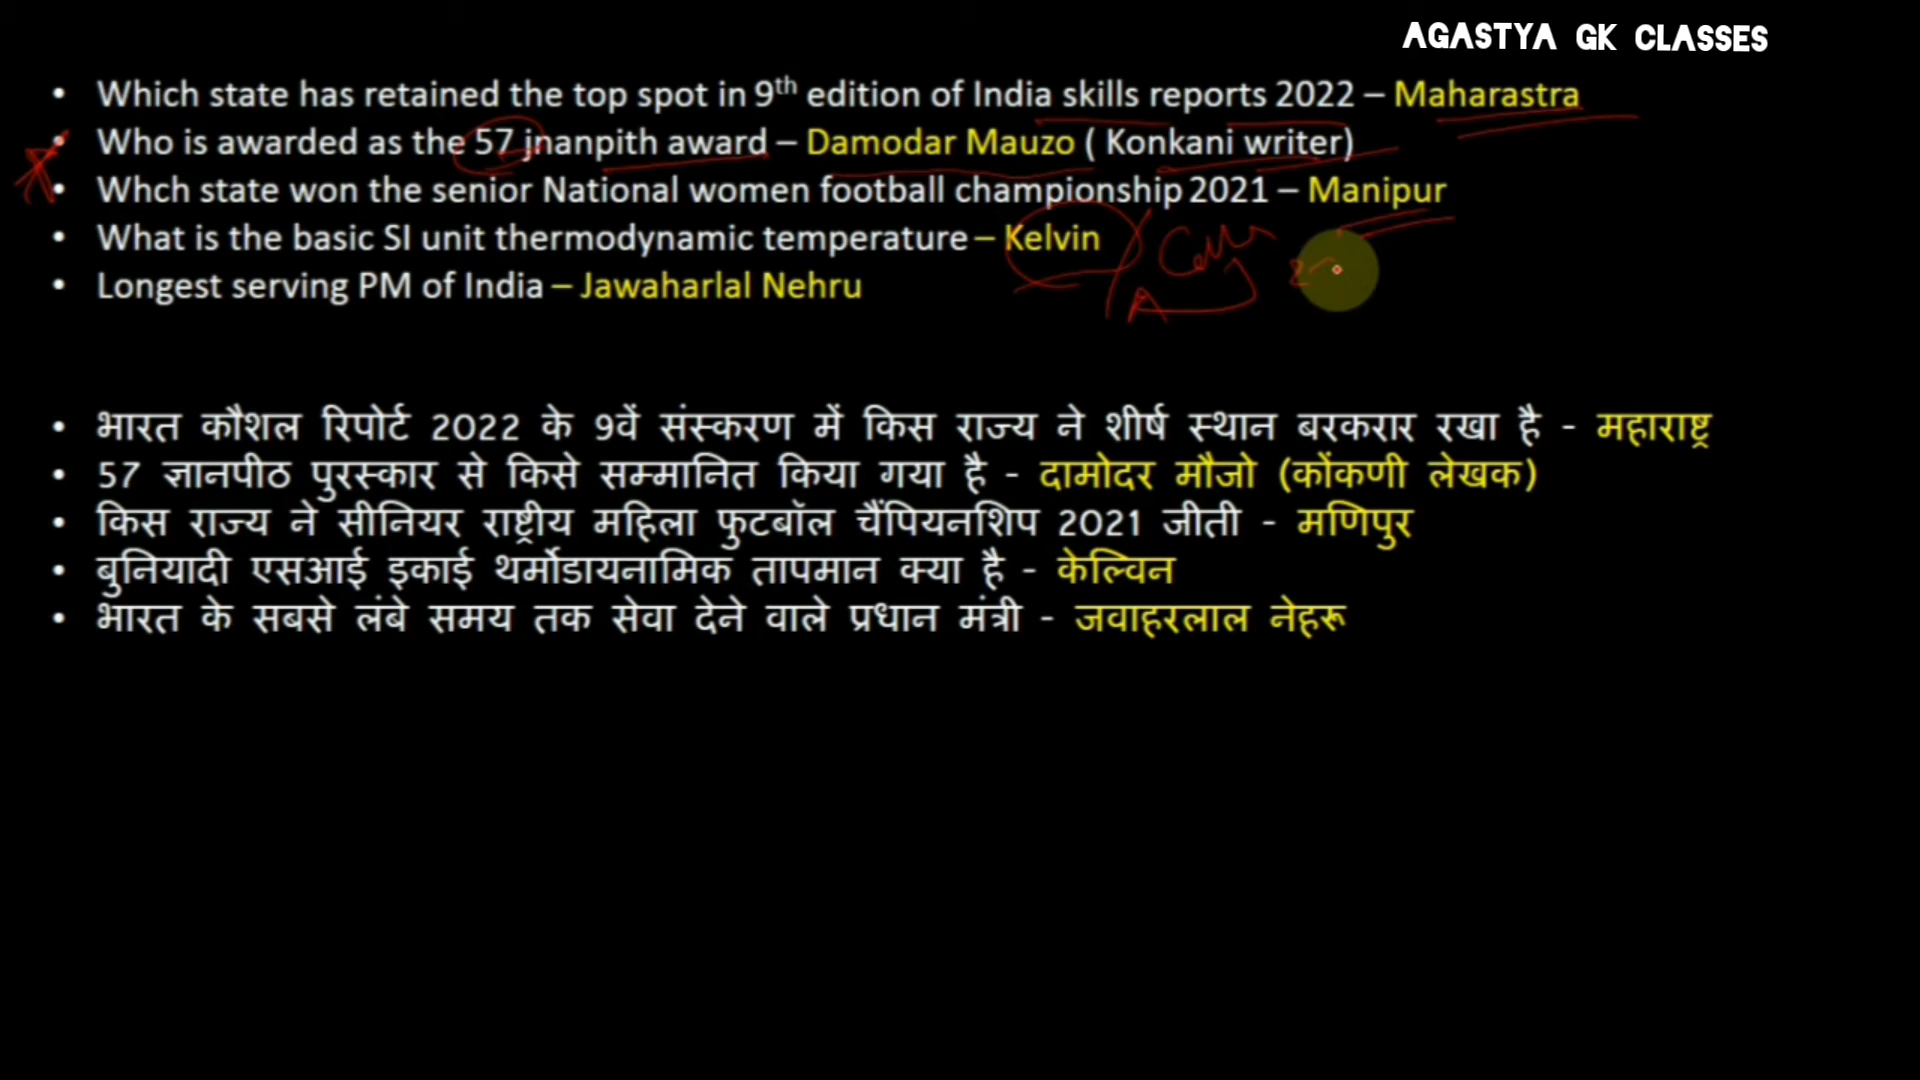 AGASTYA GK CLASSES
• Which state has retained the top spot in 9th edition of India skills reports 2022 – Maharastra
• Who is awarded as the 57 jnanpith award – Damodar Mauzo ( Konkani writer)
• Whch state won the senior National women football championship 2021 – Manipur
• What is the basic SI unit thermodynamic temperature – Kelvin
• Longest serving PM of India – Jawaharlal Nehru
• भारत कौशल रिपोर्ट 2022 के 9वें संस्करण में किस राज्य ने शीर्ष स्थान बरकरार रखा है - महाराष्ट्र
• 57 ज्ञानपीठ पुरस्कार से किसे सम्मानित किया गया है - दामोदर मौजो (कोंकणी लेखक)
• किस राज्य ने सीनियर राष्ट्रीय महिला फुटबॉल चैंपियनशिप 2021 जीती - मणिपुर
• बुनियादी एसआई इकाई थर्मोडायनामिक तापमान क्या है - केल्विन
• भारत के सबसे लंबे समय तक सेवा देने वाले प्रधान मंत्री - जवाहरलाल नेहरू